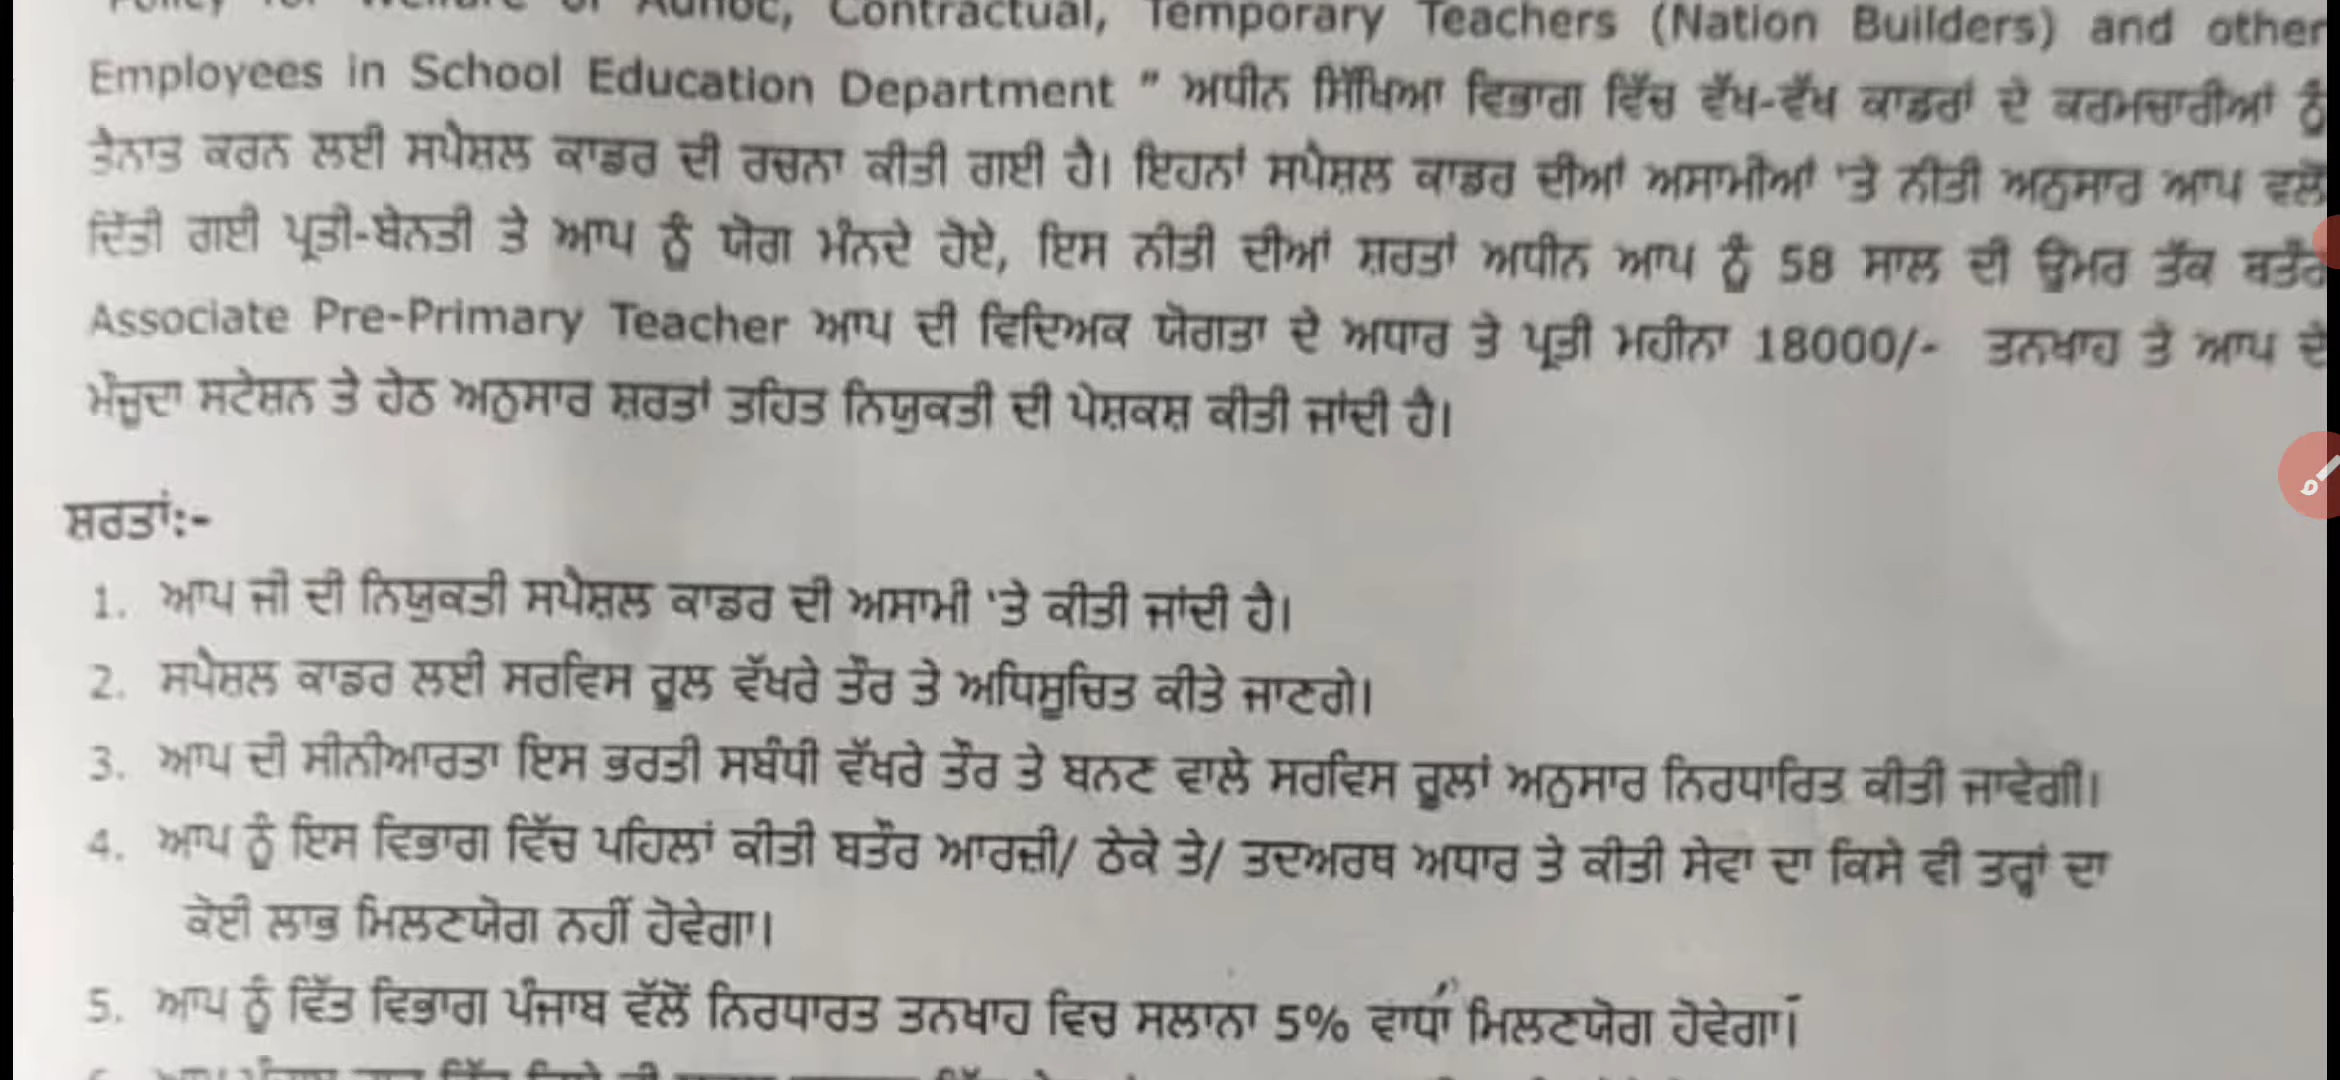 Policy for Welfare of Adhoc, Contractual, Temporary Teachers (Nation Builders) and other
Employees in School Education Department " ਅਧੀਨ ਸਿੱਖਿਆ ਵਿਭਾਗ ਵਿੱਚ ਵੱਖ-ਵੱਖ ਕਾਡਰਾਂ ਦੇ ਕਰਮਚਾਰੀਆਂ ਨੂੰ
ਤੈਨਾਤ ਕਰਨ ਲਈ ਸਪੈਸ਼ਲ ਕਾਡਰ ਦੀ ਰਚਨਾ ਕੀਤੀ ਗਈ ਹੈ। ਇਹਨਾਂ ਸਪੈਸ਼ਲ ਕਾਡਰ ਦੀਆਂ ਅਸਾਮੀਆਂ 'ਤੇ ਨੀਤੀ ਅਨੁਸਾਰ ਆਪ ਵਲੋਂ
ਦਿੱਤੀ ਗਈ ਪ੍ਰਤੀ-ਬੇਨਤੀ ਤੇ ਆਪ ਨੂੰ ਯੋਗ ਮੰਨਦੇ ਹੋਏ, ਇਸ ਨੀਤੀ ਦੀਆਂ ਸ਼ਰਤਾਂ ਅਧੀਨ ਆਪ ਨੂੰ 58 ਸਾਲ ਦੀ ਉਮਰ ਤੱਕ ਬਤੌਰ
Associate Pre-Primary Teacher ਆਪ ਦੀ ਵਿਦਿਅਕ ਯੋਗਤਾ ਦੇ ਅਧਾਰ ਤੇ ਪ੍ਰਤੀ ਮਹੀਨਾ 18000/- ਤਨਖਾਹ ਤੇ ਆਪ ਦੇ
ਮੌਜੂਦਾ ਸਟੇਸ਼ਨ ਤੇ ਹੇਠ ਅਨੁਸਾਰ ਸ਼ਰਤਾਂ ਤਹਿਤ ਨਿਯੁਕਤੀ ਦੀ ਪੇਸ਼ਕਸ਼ ਕੀਤੀ ਜਾਂਦੀ ਹੈ।
ਸ਼ਰਤਾਂ:-
1. ਆਪ ਜੀ ਦੀ ਨਿਯੁਕਤੀ ਸਪੈਸ਼ਲ ਕਾਡਰ ਦੀ ਅਸਾਮੀ 'ਤੇ ਕੀਤੀ ਜਾਂਦੀ ਹੈ।
2. ਸਪੈਸ਼ਲ ਕਾਡਰ ਲਈ ਸਰਵਿਸ ਰੂਲ ਵੱਖਰੇ ਤੌਰ ਤੇ ਅਧਿਸੂਚਿਤ ਕੀਤੇ ਜਾਣਗੇ।
3. ਆਪ ਦੀ ਸੀਨੀਆਰਤਾ ਇਸ ਭਰਤੀ ਸਬੰਧੀ ਵੱਖਰੇ ਤੌਰ ਤੇ ਬਨਣ ਵਾਲੇ ਸਰਵਿਸ ਰੂਲਾਂ ਅਨੁਸਾਰ ਨਿਰਧਾਰਿਤ ਕੀਤੀ ਜਾਵੇਗੀ।
4. ਆਪ ਨੂੰ ਇਸ ਵਿਭਾਗ ਵਿੱਚ ਪਹਿਲਾਂ ਕੀਤੀ ਬਤੌਰ ਆਰਜ਼ੀ/ ਠੇਕੇ ਤੇ/ ਤਦਅਰਥ ਅਧਾਰ ਤੇ ਕੀਤੀ ਸੇਵਾ ਦਾ ਕਿਸੇ ਵੀ ਤਰ੍ਹਾਂ ਦਾ
ਕੋਈ ਲਾਭ ਮਿਲਣਯੋਗ ਨਹੀਂ ਹੋਵੇਗਾ।
5. ਆਪ ਨੂੰ ਵਿੱਤ ਵਿਭਾਗ ਪੰਜਾਬ ਵੱਲੋਂ ਨਿਰਧਾਰਤ ਤਨਖਾਹ ਵਿਚ ਸਲਾਨਾ 5% ਵਾਧਾ ਮਿਲਣਯੋਗ ਹੋਵੇਗਾ।